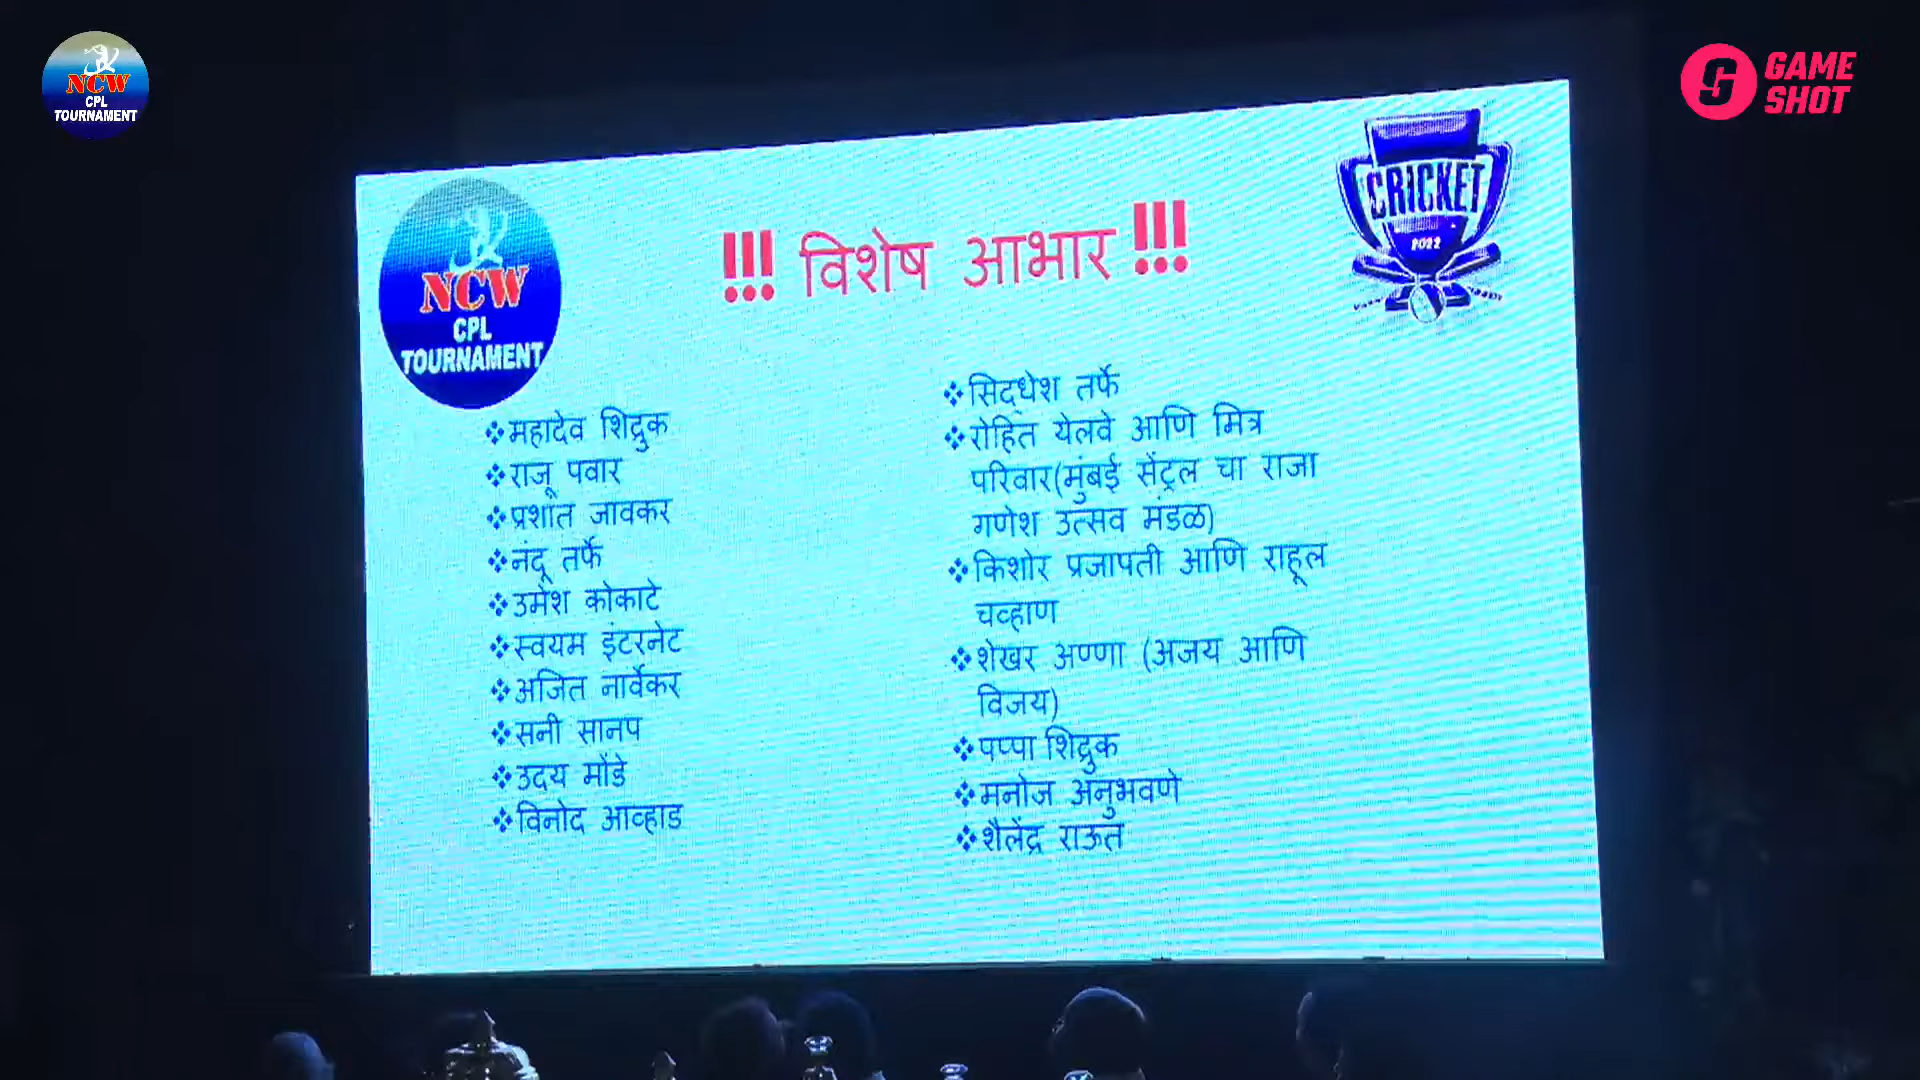 NCW
CPL
TOURNAMENT
GAME
SHOT
NCW
CPL
TOURNAMENT
!!! विशेष आभार !!!
CRICKET
2022
❖महादेव शिद्रुक
❖राजू पवार
❖प्रशांत जावकर
❖नंदू तर्फे
❖उमेश कोकाटे
❖स्वयम इंटरनेट
❖अजित नार्वेकर
❖सनी सानप
❖उदय मोंडे
❖विनोद आव्हाड
❖सिद्धेश तर्फे
❖रोहित येलवे आणि मित्र
परिवार(मुंबई सेंट्रल चा राजा
गणेश उत्सव मंडळ)
❖किशोर प्रजापती आणि राहूल
चव्हाण
❖शेखर अण्णा (अजय आणि
विजय)
❖पप्पा शिद्रुक
❖मनोज अनुभवणे
❖शैलेंद्र राऊत